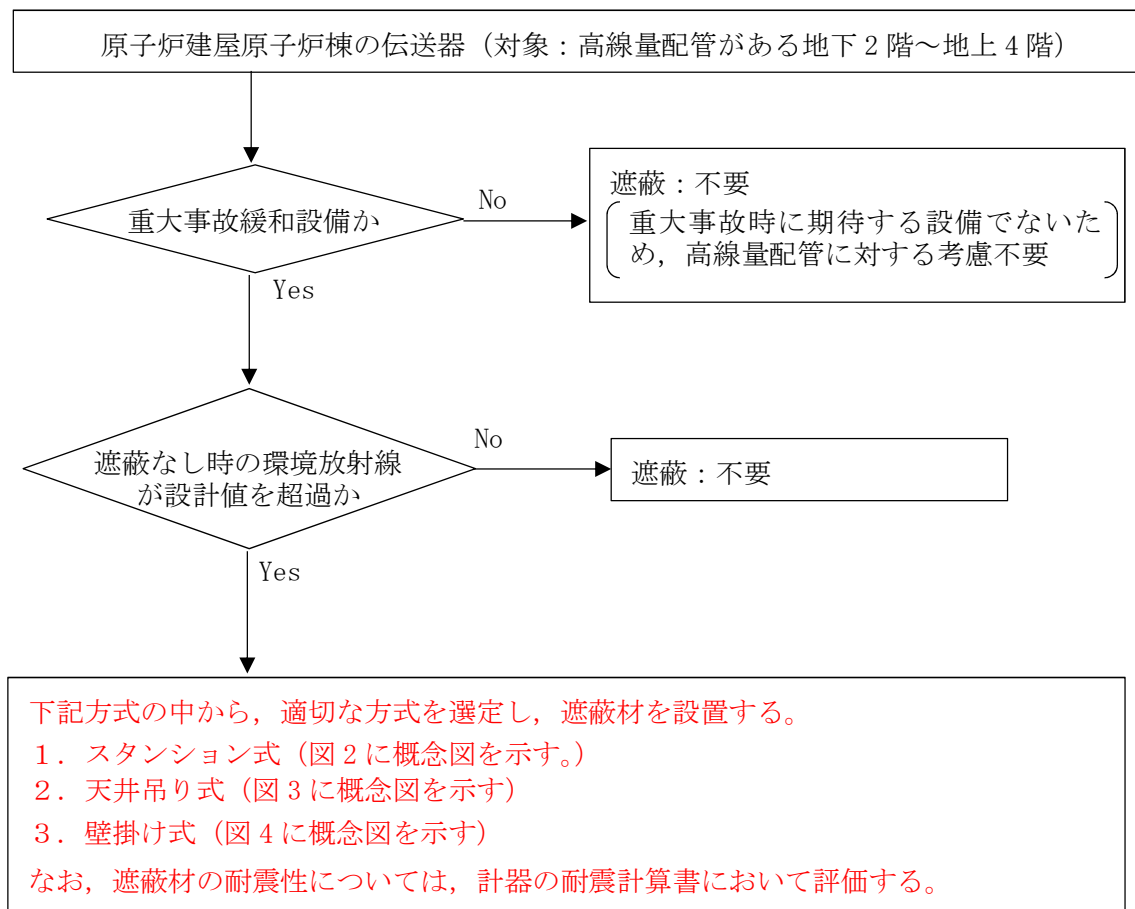 原子炉建屋原子炉棟の伝送器（対象：高線量配管がある地下２階～地上４階）
重大事故緩和設備か
No
遮蔽：不要
重大事故時に期待する設備でないた
め，高線量配管に対する考慮不要
Yes
遮蔽なし時の環境放射線
が設計値を超過か
No
遮蔽：不要
Yes
下記方式の中から，適切な方式を選定し，遮蔽材を設置する。
１．スタンション式（図２に概念図を示す。）
２．天井吊り式（図３に概念図を示す）
３．壁掛け式（図４に概念図を示す）
なお，遮蔽材の耐震性については，計器の耐震計算書において評価する。